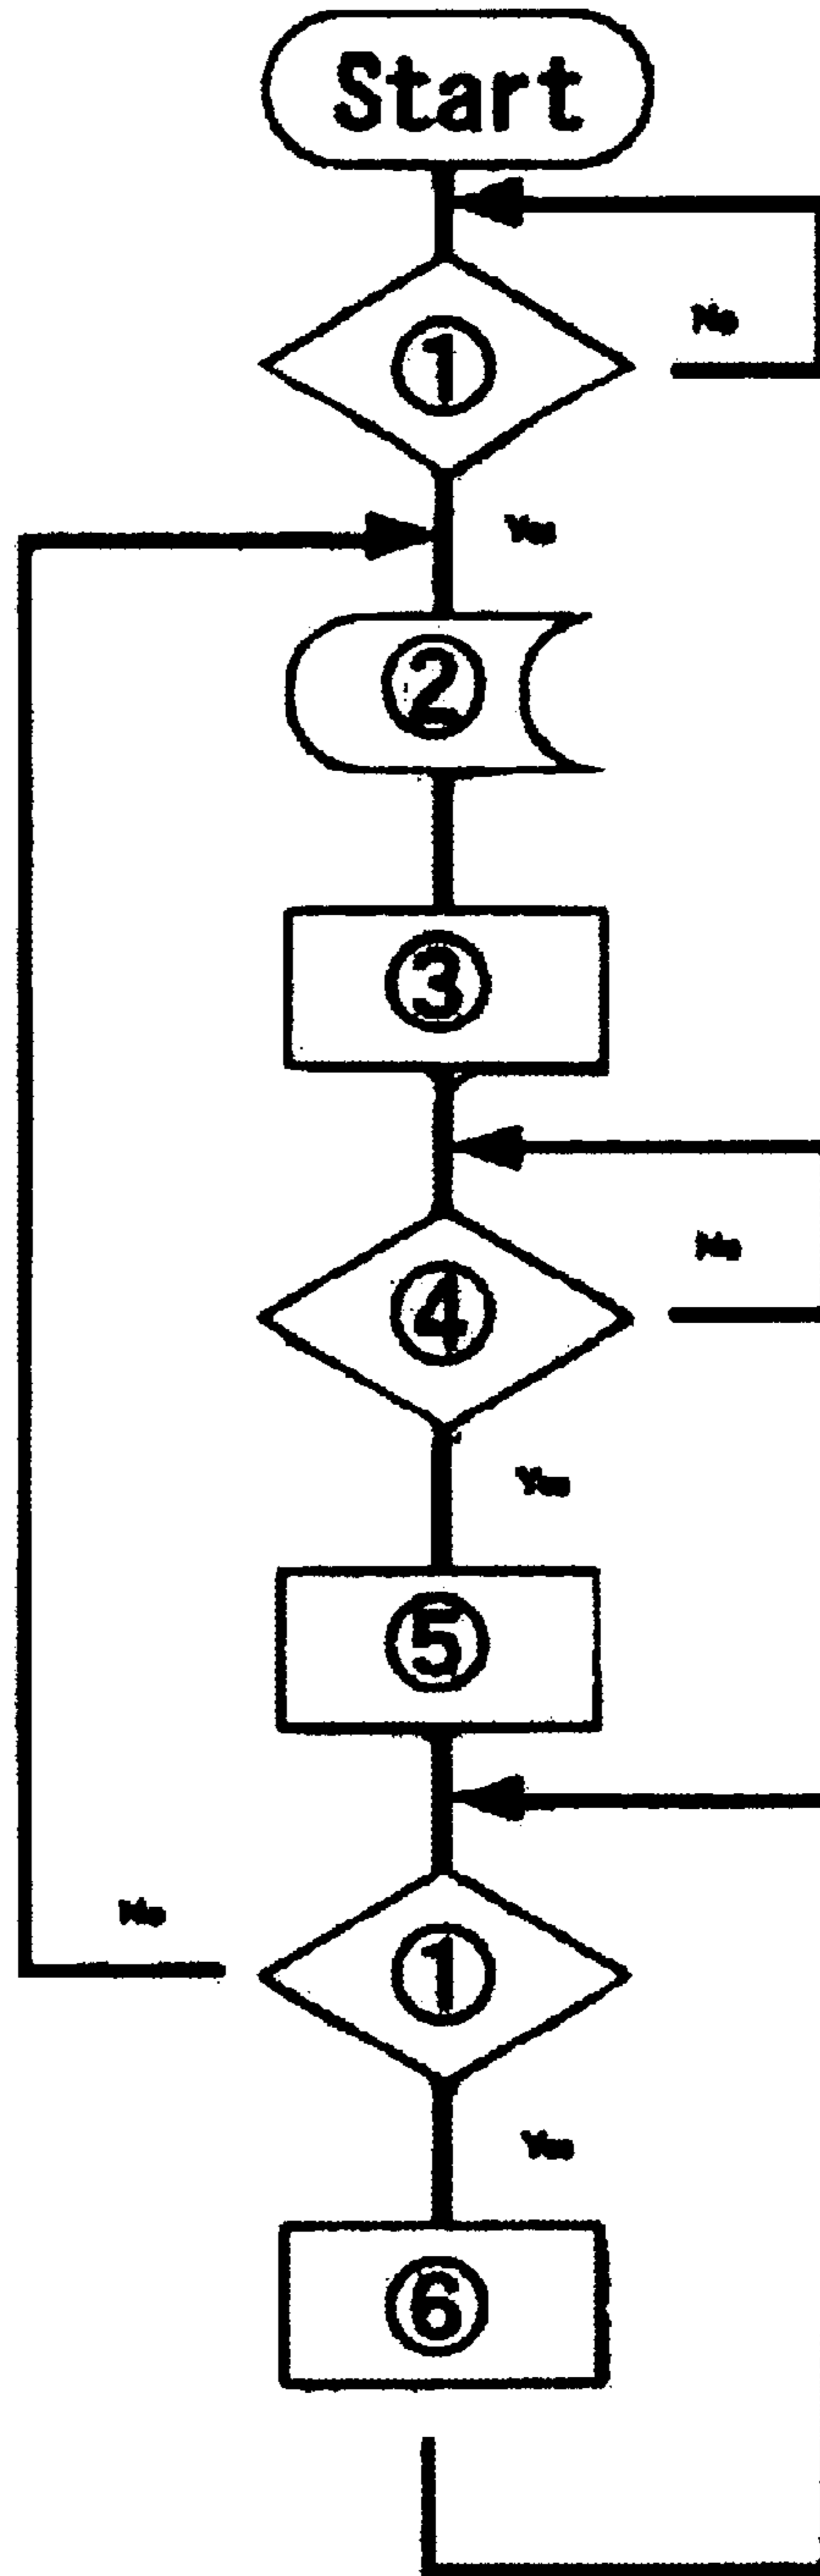 Start
①
No
Yes
②
③
④
No
Yes
⑤
①
No
Yes
⑥